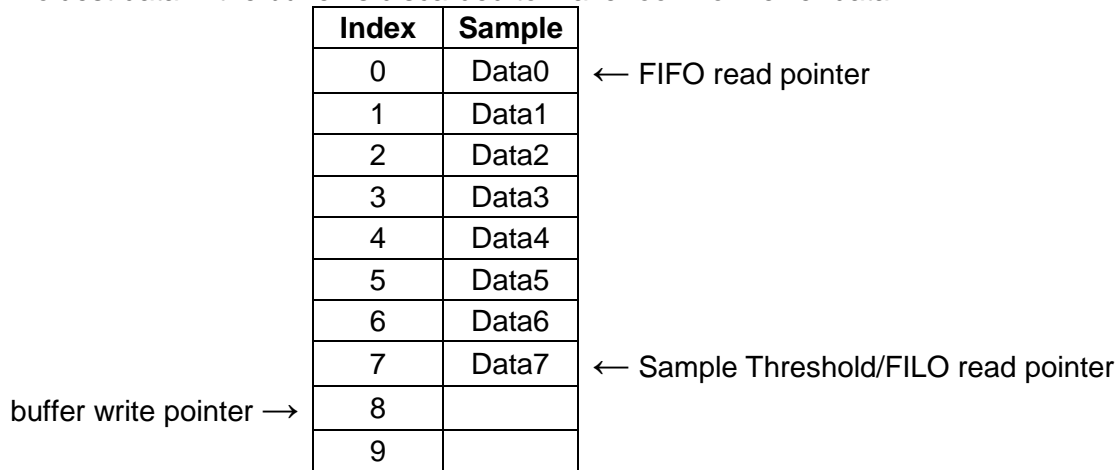 Index Sample
0 Data0 ← FIFO read pointer
1 Data1
2 Data2
3 Data3
4 Data4
5 Data5
6 Data6
7 Data7 ← Sample Threshold/FILO read pointer
buffer write pointer → 8
9